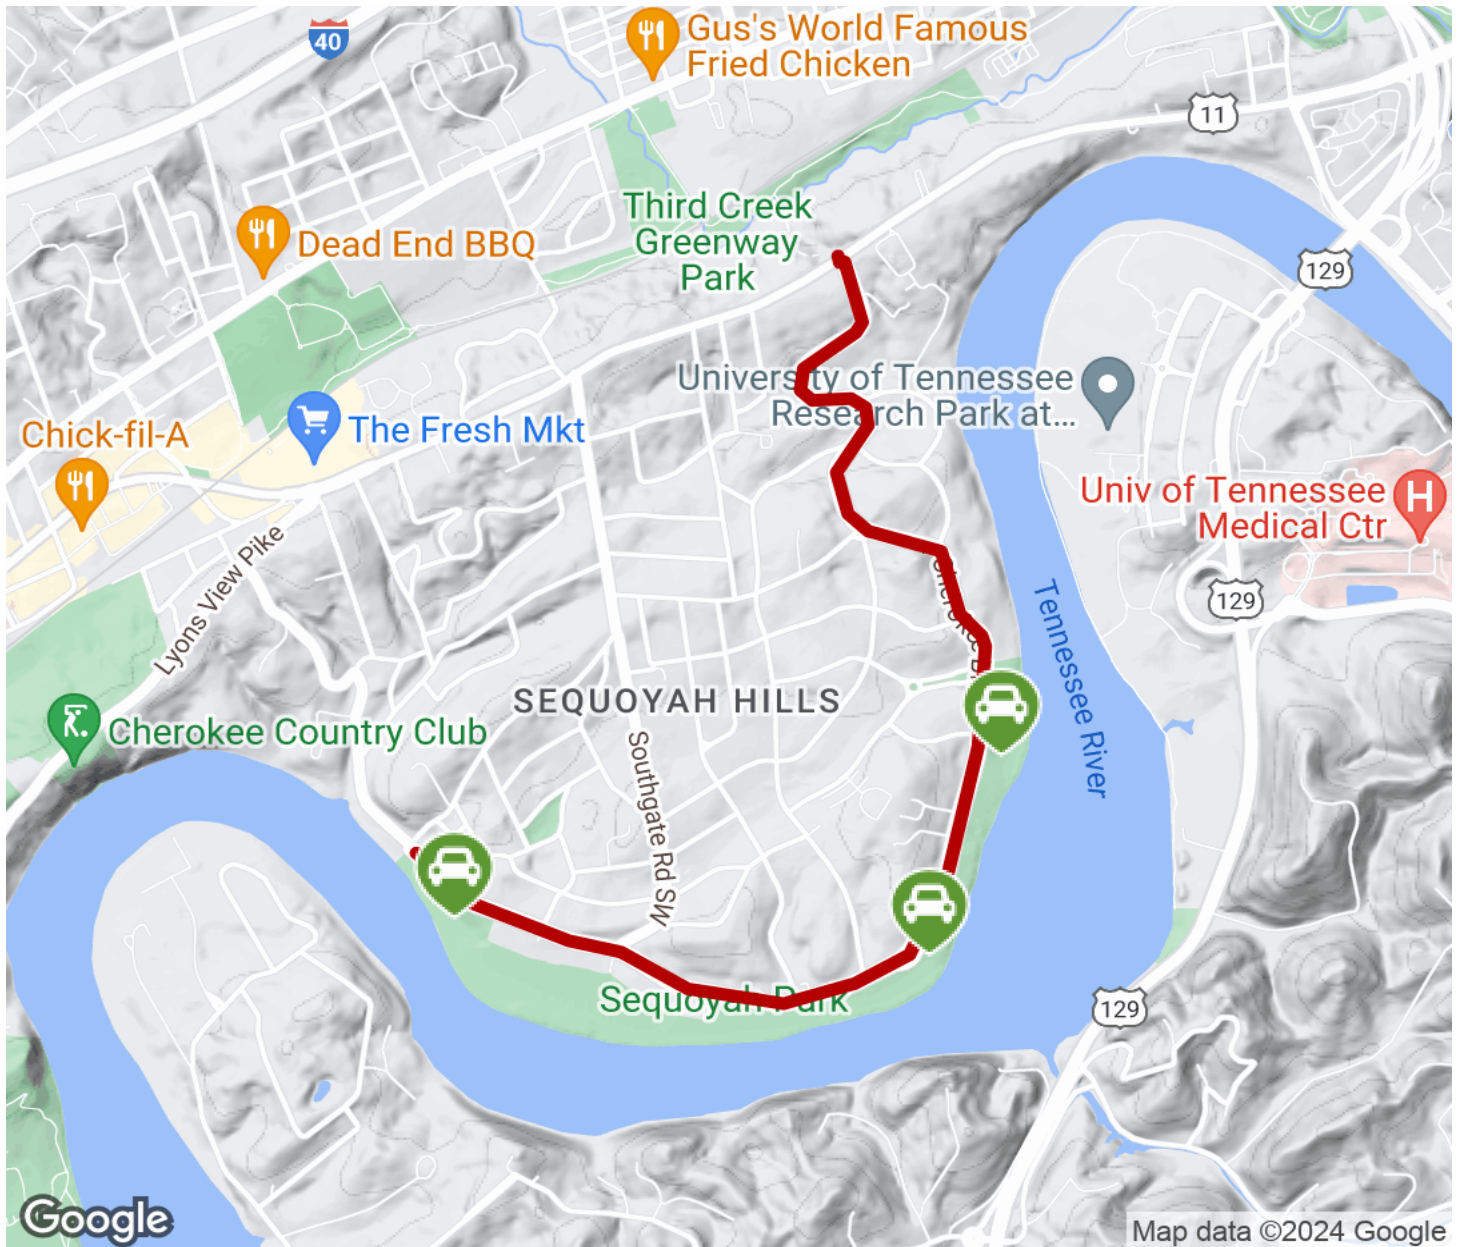 40
Gus's World Famous
Fried Chicken
11
Third Creek
Greenway
Park
Dead End BBQ
129
University of Tennessee
Research Park at...
The Fresh Mkt
Chick-fil-A
Univ of Tennessee
Medical Ctr
H
Lyons View Pike
129
Tennessee River
SEQUOYAH HILLS
Cherokee Country Club
Southgate Rd SW
Sequoyah Park
129
Google
Map data ©2024 Google